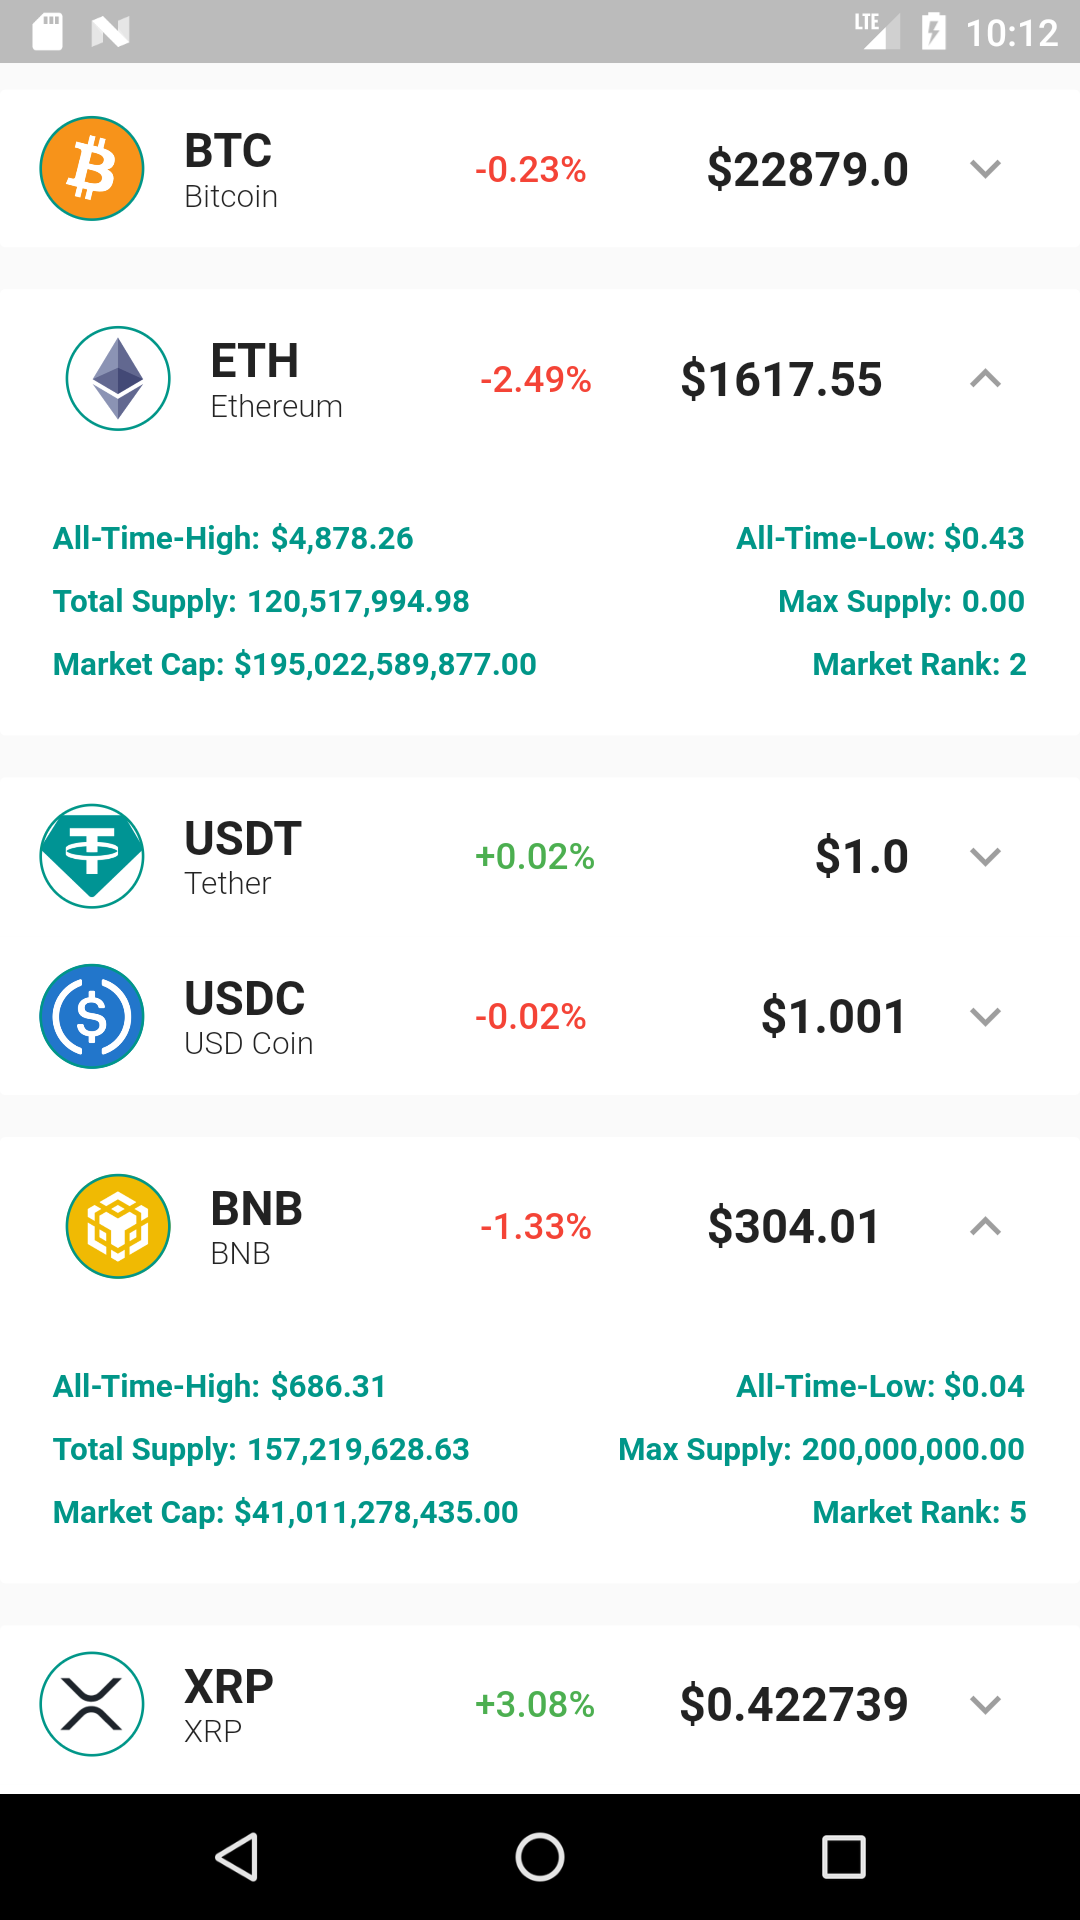 LTE 10:12
BTC
Bitcoin
-0.23%
$22879.0
ETH
Ethereum
-2.49%
$1617.55
All-Time-High: $4,878.26
All-Time-Low: $0.43
Total Supply: 120,517,994.98
Max Supply: 0.00
Market Cap: $195,022,589,877.00
Market Rank: 2
USDT
Tether
+0.02%
$1.0
USDC
USD Coin
-0.02%
$1.001
BNB
BNB
-1.33%
$304.01
All-Time-High: $686.31
All-Time-Low: $0.04
Total Supply: 157,219,628.63
Max Supply: 200,000,000.00
Market Cap: $41,011,278,435.00
Market Rank: 5
XRP
XRP
+3.08%
$0.422739